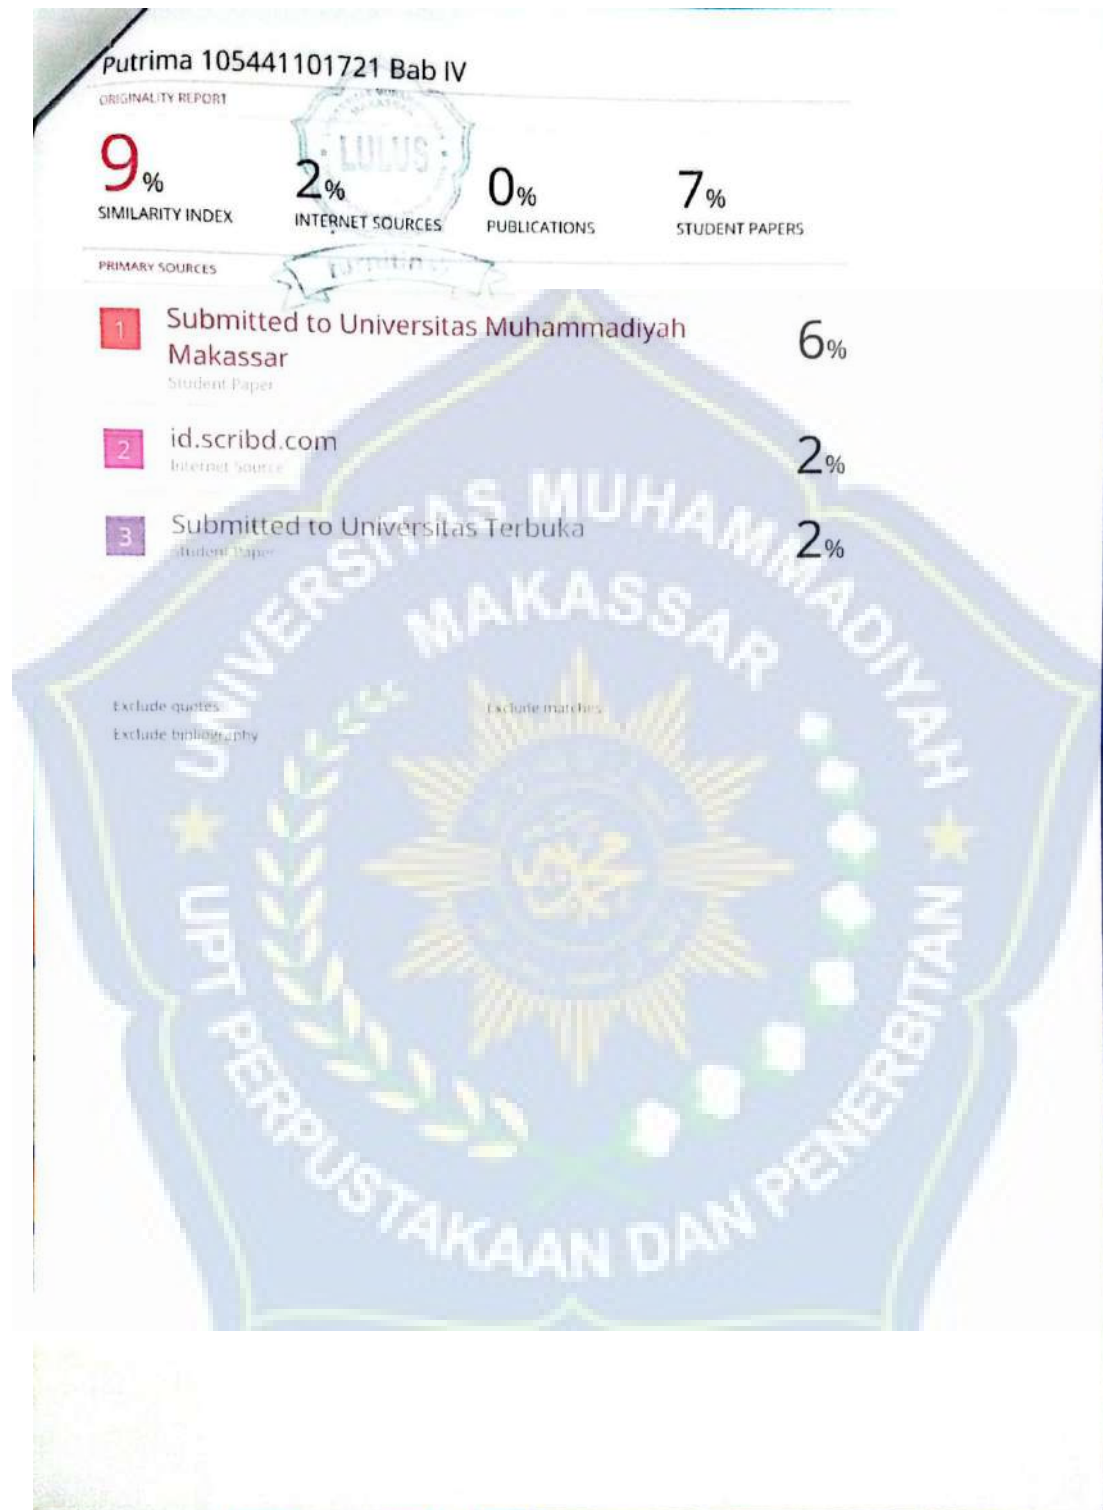 Putrima 105441101721 Bab IV
ORIGINALITY REPORT
LULUS
9%
SIMILARITY INDEX
2%
INTERNET SOURCES
0%
PUBLICATIONS
7%
STUDENT PAPERS
turnitin
PRIMARY SOURCES
1
Submitted to Universitas Muhammadiyah
Makassar
Student Paper
6%
2
id.scribd.com
Internet Source
2%
3
Submitted to Universitas Terbuka
Student Paper
2%
Exclude quotes
Exclude matches
Exclude bibliography
UNIVERSITAS MUHAMMADIYAH
MAKASSAR
UPT PERPUSTAKAAN DAN PENERBITAN